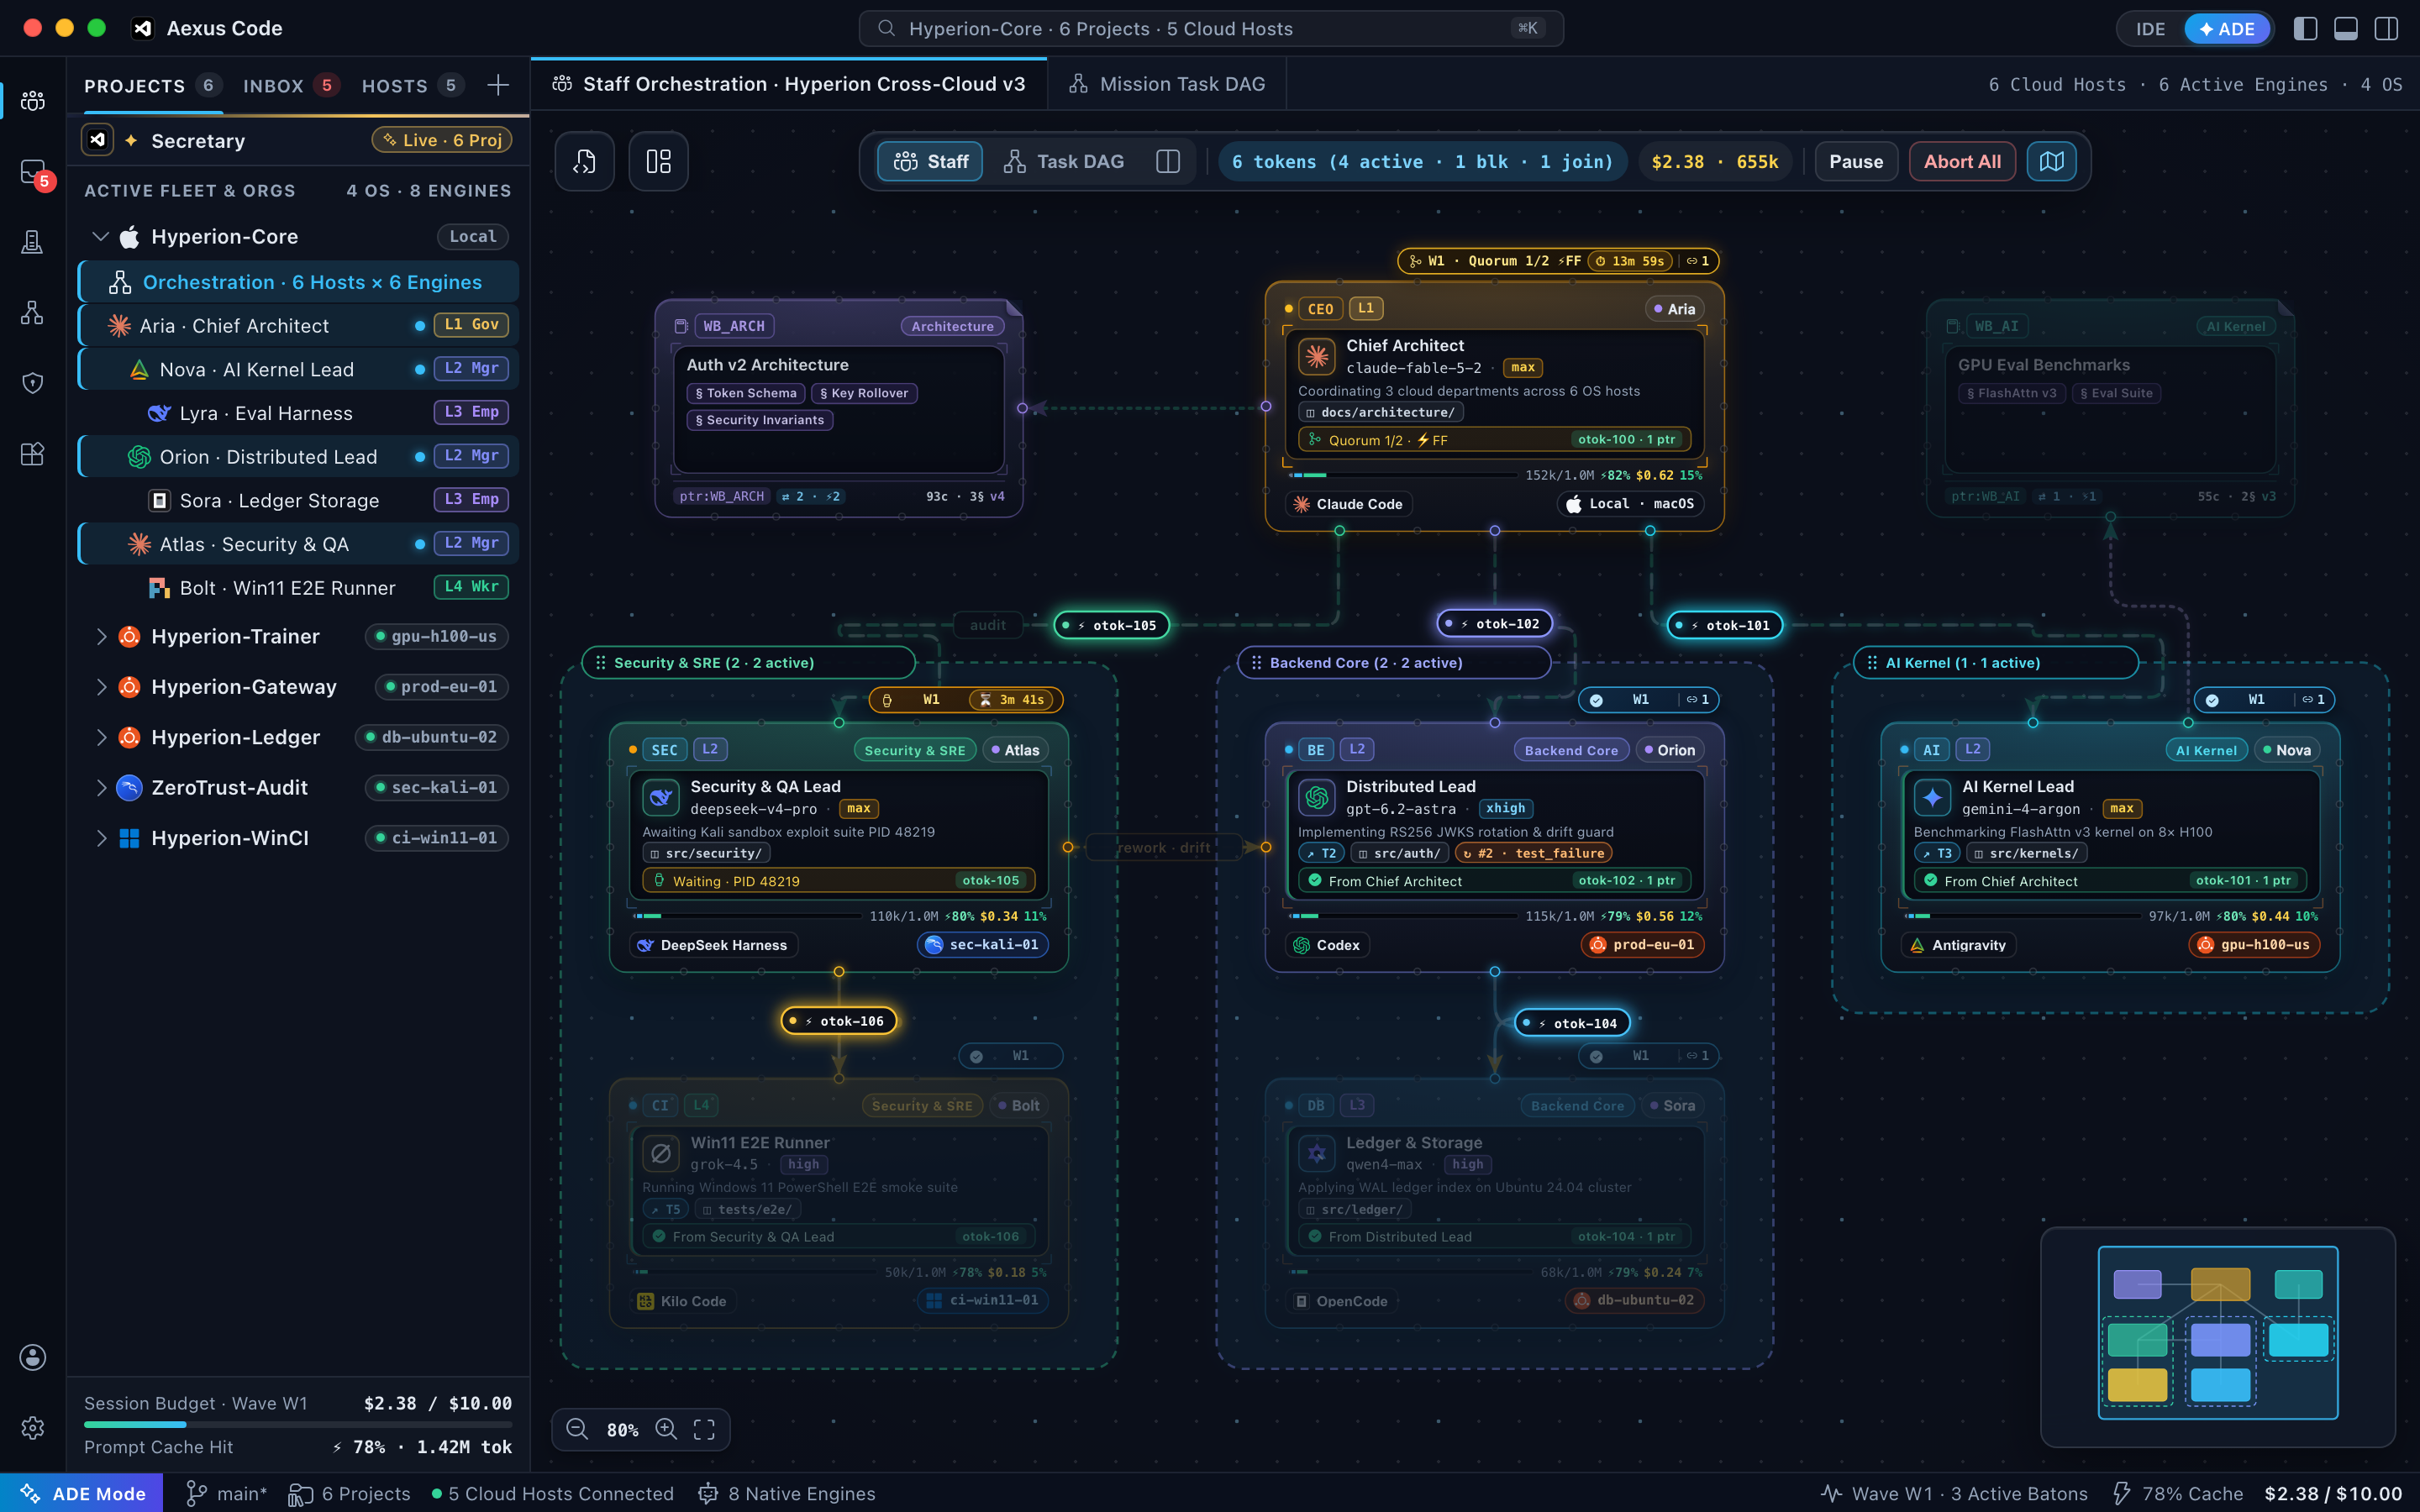 Aexus Code
Hyperion-Core · 6 Projects · 5 Cloud Hosts ⌘K
IDE ADE
PROJECTS 6 INBOX 5 HOSTS 5
Secretary Live · 6 Proj
ACTIVE FLEET & ORGS 4 OS · 8 ENGINES
Hyperion-Core Local
Orchestration · 6 Hosts × 6 Engines
Aria · Chief Architect L1 Gov
Nova · AI Kernel Lead L2 Mgr
Lyra · Eval Harness L3 Emp
Orion · Distributed Lead L2 Mgr
Sora · Ledger Storage L3 Emp
Atlas · Security & QA L2 Mgr
Bolt · Win11 E2E Runner L4 Wkr
Hyperion-Trainer gpu-h100-us
Hyperion-Gateway prod-eu-01
Hyperion-Ledger db-ubuntu-02
ZeroTrust-Audit sec-kali-01
Hyperion-WinCI ci-win11-01
5
Session Budget · Wave W1 $2.38 / $10.00
Prompt Cache Hit ⚡ 78% · 1.42M tok
Staff Orchestration · Hyperion Cross-Cloud v3
Mission Task DAG
6 Cloud Hosts · 6 Active Engines · 4 OS
Staff Task DAG 6 tokens (4 active · 1 blk · 1 join) $2.38 · 655k Pause Abort All
WB_ARCH Architecture
Auth v2 Architecture
§ Token Schema § Key Rollover
§ Security Invariants
ptr:WB_ARCH ⇄ 2 · ⚡2 93c · 3§ v4
W1 · Quorum 1/2 ⚡FF 13m 59s 1
CEO L1 Aria
Chief Architect
claude-fable-5-2 · max
Coordinating 3 cloud departments across 6 OS hosts
docs/architecture/
Quorum 1/2 · ⚡FF otok-100 · 1 ptr
152k/1.0M ⚡82% $0.62 15%
Claude Code Local · macOS
WB_AI AI Kernel
GPU Eval Benchmarks
§ FlashAttn v3 § Eval Suite
ptr:WB_AI ⇄ 1 · ⚡1 55c · 2§ v3
audit
⚡ otok-105
⚡ otok-102
⚡ otok-101
Security & SRE (2 · 2 active)
W1 3m 41s
SEC L2 Security & SRE Atlas
Security & QA Lead
deepseek-v4-pro · max
Awaiting Kali sandbox exploit suite PID 48219
src/security/
Waiting · PID 48219 otok-105
110k/1.0M ⚡80% $0.34 11%
DeepSeek Harness sec-kali-01
rework · drift
Backend Core (2 · 2 active)
W1 1
BE L2 Backend Core Orion
Distributed Lead
gpt-6.2-astra · xhigh
Implementing RS256 JWKS rotation & drift guard
↗ T2 src/auth/ ↻ #2 · test_failure
From Chief Architect otok-102 · 1 ptr
115k/1.0M ⚡79% $0.56 12%
Codex prod-eu-01
AI Kernel (1 · 1 active)
W1 1
AI L2 AI Kernel Nova
AI Kernel Lead
gemini-4-argon · max
Benchmarking FlashAttn v3 kernel on 8× H100
↗ T3 src/kernels/
From Chief Architect otok-101 · 1 ptr
97k/1.0M ⚡80% $0.44 10%
Antigravity gpu-h100-us
⚡ otok-106
W1
CI L4 Security & SRE Bolt
Win11 E2E Runner
grok-4.5 · high
Running Windows 11 PowerShell E2E smoke suite
↗ T5 tests/e2e/
From Security & QA Lead otok-106
50k/1.0M ⚡78% $0.18 5%
Kilo Code ci-win11-01
⚡ otok-104
W1 1
DB L3 Backend Core Sora
Ledger & Storage
qwen4-max · high
Applying WAL ledger index on Ubuntu 24.04 cluster
src/ledger/
From Distributed Lead otok-104 · 1 ptr
68k/1.0M ⚡79% $0.24 7%
OpenCode db-ubuntu-02
80%
ADE Mode main* 6 Projects 5 Cloud Hosts Connected 8 Native Engines
Wave W1 · 3 Active Batons 78% Cache $2.38 / $10.00